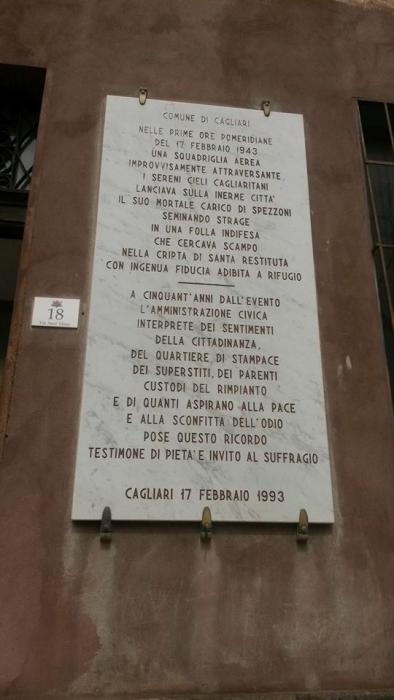 COMUNE DI CAGLIARI
NELLE PRIME ORE POMERIDIANE
DEL 17 FEBBRAIO 1943
UNA SQUADRIGLIA AEREA
IMPROVVISAMENTE ATTRAVERSANTE
I SERENI CIELI CAGLIARITANI
LANCIAVA SULLA INERME CITTA'
IL SUO MORTALE CARICO DI SPEZZONI
SEMINANDO STRAGE
IN UNA FOLLA INDIFESA
CHE CERCAVA SCAMPO
NELLA CRIPTA DI SANTA RESTITUTA
CON INGENUA FIDUCIA ADIBITA A RIFUGIO
A CINQUANT'ANNI DALL'EVENTO
L'AMMINISTRAZIONE CIVICA
INTERPRETE DEI SENTIMENTI
DELLA CITTADINANZA,
DEL QUARTIERE DI STAMPACE
DEI SUPERSTITI, DEI PARENTI
CUSTODI DEL RIMPIANTO
E DI QUANTI ASPIRANO ALLA PACE
E ALLA SCONFITTA DELL'ODIO
POSE QUESTO RICORDO
TESTIMONE DI PIETA' E INVITO AL SUFFRAGIO
CAGLIARI 17 FEBBRAIO 1993
18